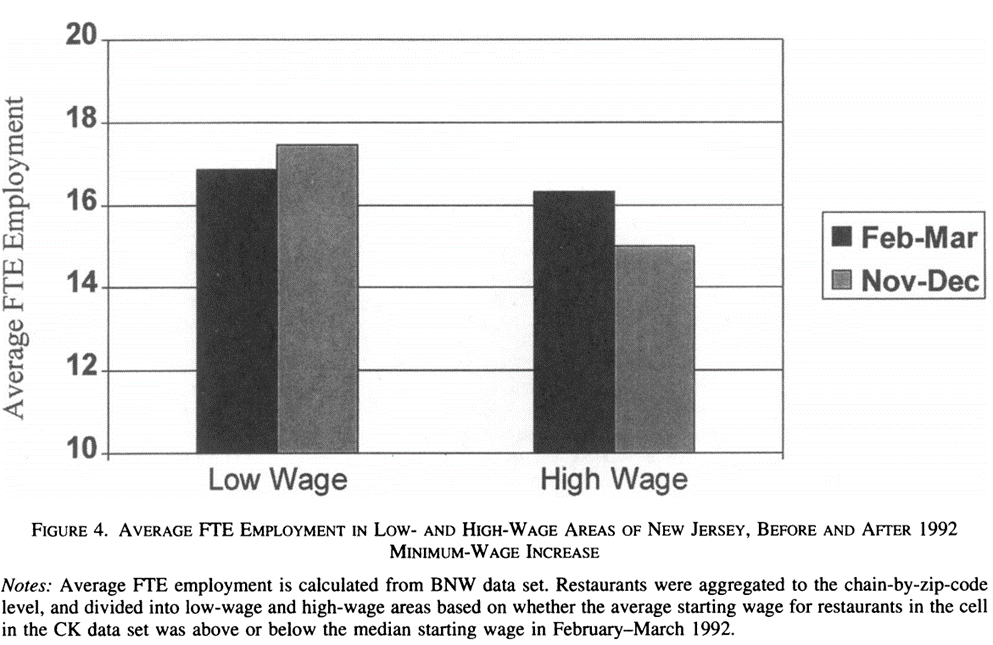 Average FTE Employment
20
18
16
14
12
10
Low Wage
High Wage
Feb-Mar
Nov-Dec
FIGURE 4. AVERAGE FTE EMPLOYMENT IN LOW- AND HIGH-WAGE AREAS OF NEW JERSEY, BEFORE AND AFTER 1992
MINIMUM-WAGE INCREASE
Notes: Average FTE employment is calculated from BNW data set. Restaurants were aggregated to the chain-by-zip-code
level, and divided into low-wage and high-wage areas based on whether the average starting wage for restaurants in the cell
in the CK data set was above or below the median starting wage in February–March 1992.